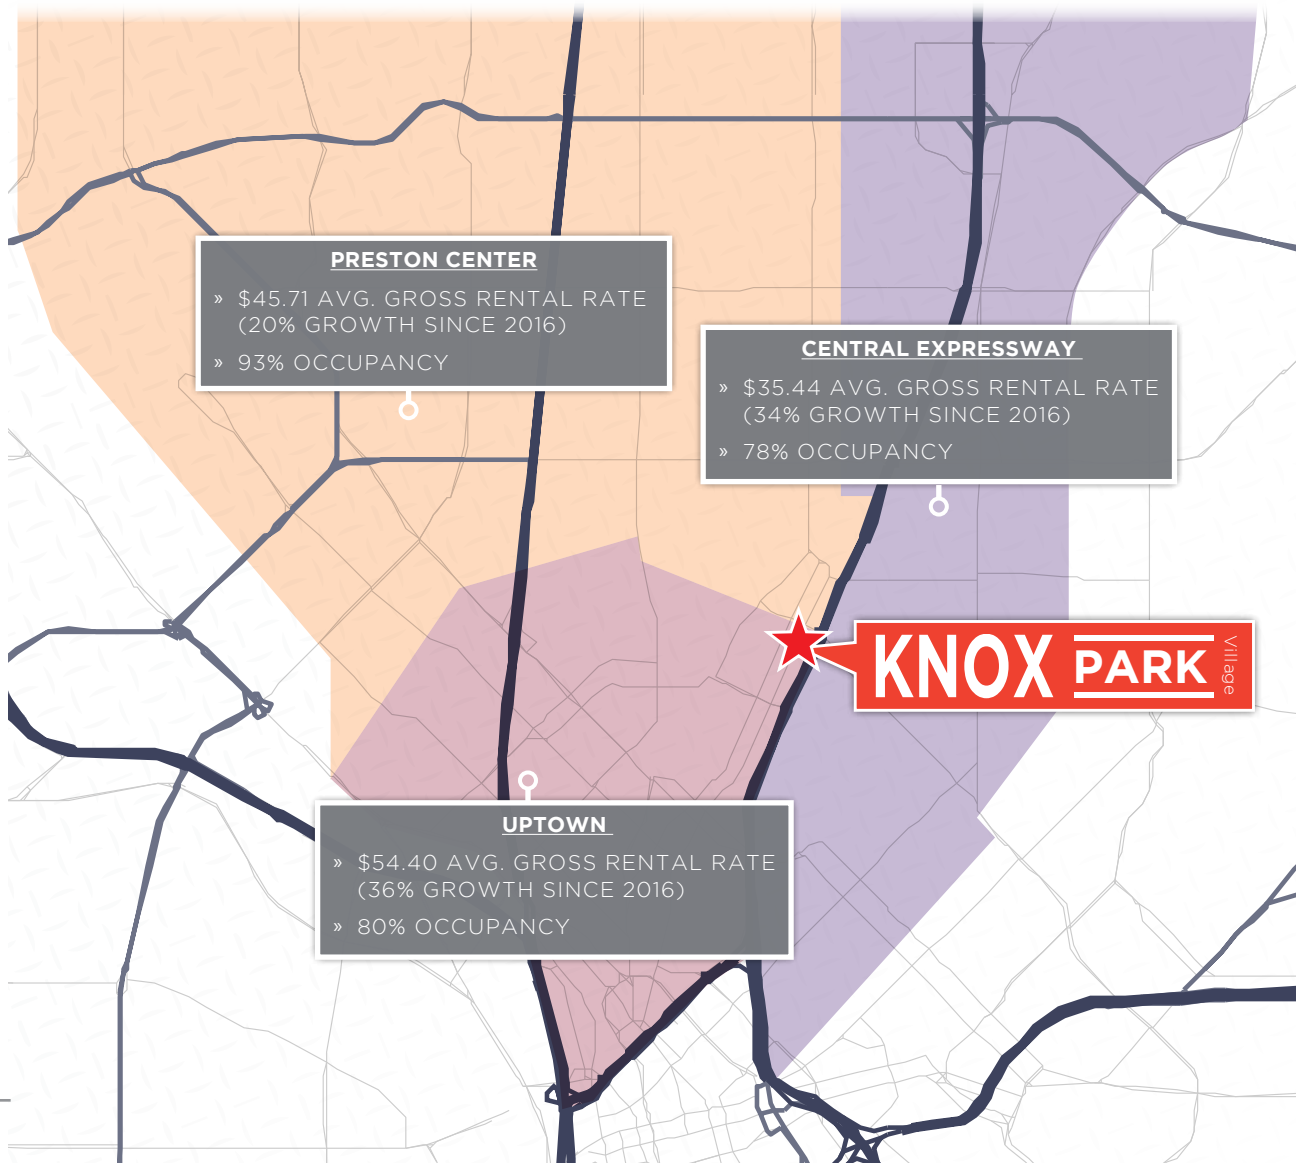 PRESTON CENTER
» $45.71 AVG. GROSS RENTAL RATE
(20% GROWTH SINCE 2016)
» 93% OCCUPANCY
CENTRAL EXPRESSWAY
» $35.44 AVG. GROSS RENTAL RATE
(34% GROWTH SINCE 2016)
» 78% OCCUPANCY
KNOX PARK Village
UPTOWN
» $54.40 AVG. GROSS RENTAL RATE
(36% GROWTH SINCE 2016)
» 80% OCCUPANCY